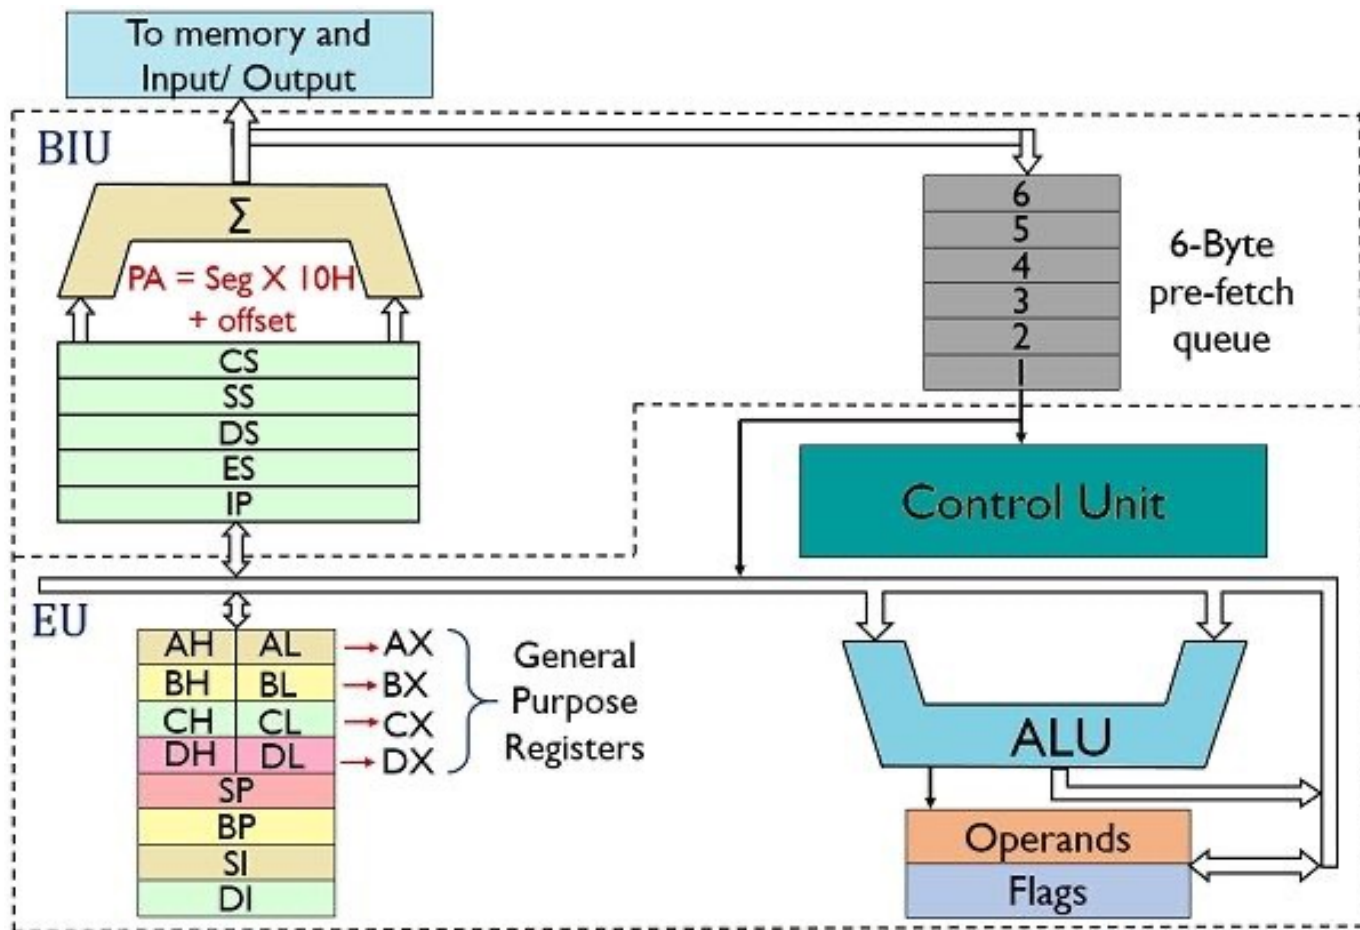 To memory and
Input/ Output
BIU
Σ
PA = Seg X 10H
+ offset
CS
SS
DS
ES
IP
6
5
4
3
2
1
6-Byte
pre-fetch
queue
Control Unit
EU
AH AL AX
BH BL BX
CH CL CX
DH DL DX
SP
BP
SI
DI
General
Purpose
Registers
ALU
Operands
Flags